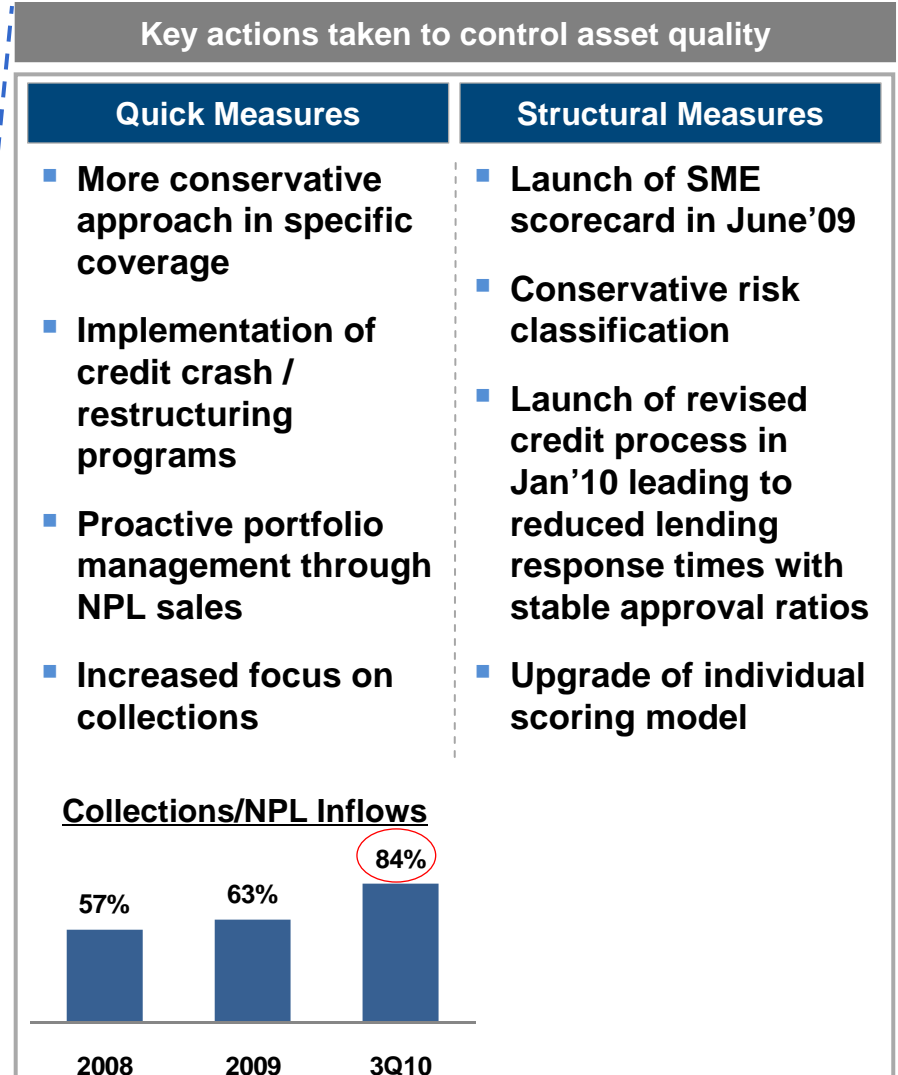 Key actions taken to control asset quality
Quick Measures
More conservative
approach in specific
coverage
Implementation of
credit crash /
restructuring
programs
Proactive portfolio
management through
NPL sales
Increased focus on
collections
Structural Measures
Launch of SME
scorecard in June’09
Conservative risk
classification
Launch of revised
credit process in
Jan’10 leading to
reduced lending
response times with
stable approval ratios
Upgrade of individual
scoring model
Collections/NPL Inflows
57%
63%
84%
2008
2009
3Q10